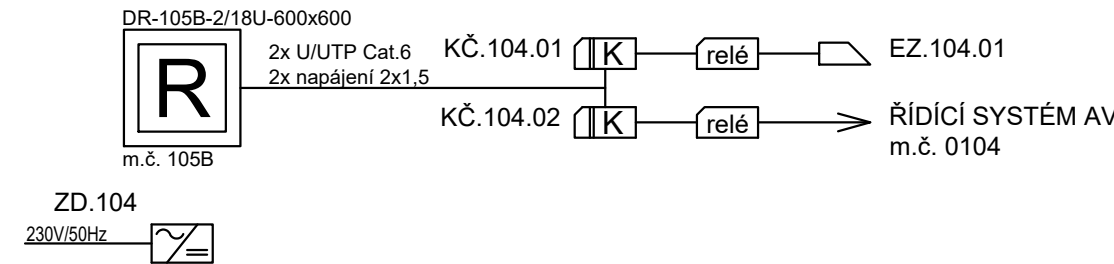 DR-105B-2/18U-600x600
R
m.č. 105B
2x U/UTP Cat.6
2x napájení 2x1,5
KČ.104.01
K
relé
EZ.104.01
KČ.104.02
K
relé
ŘÍDÍCÍ SYSTÉM AV
m.č. 0104
ZD.104
230V/50Hz